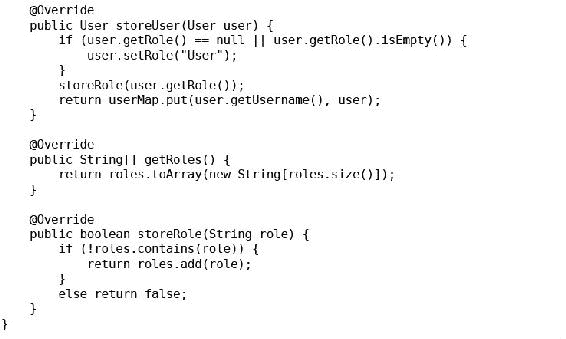 @Override
public User storeUser(User user) {
if (user.getRole() == null || user.getRole().isEmpty()) {
user.setRole("User");
}
storeRole(user.getRole());
return userMap.put(user.getUsername(), user);
}
@Override
public String[] getRoles() {
return roles.toArray(new String[roles.size()]);
}
@Override
public boolean storeRole(String role) {
if (!roles.contains(role)) {
return roles.add(role);
}
else return false;
}
}